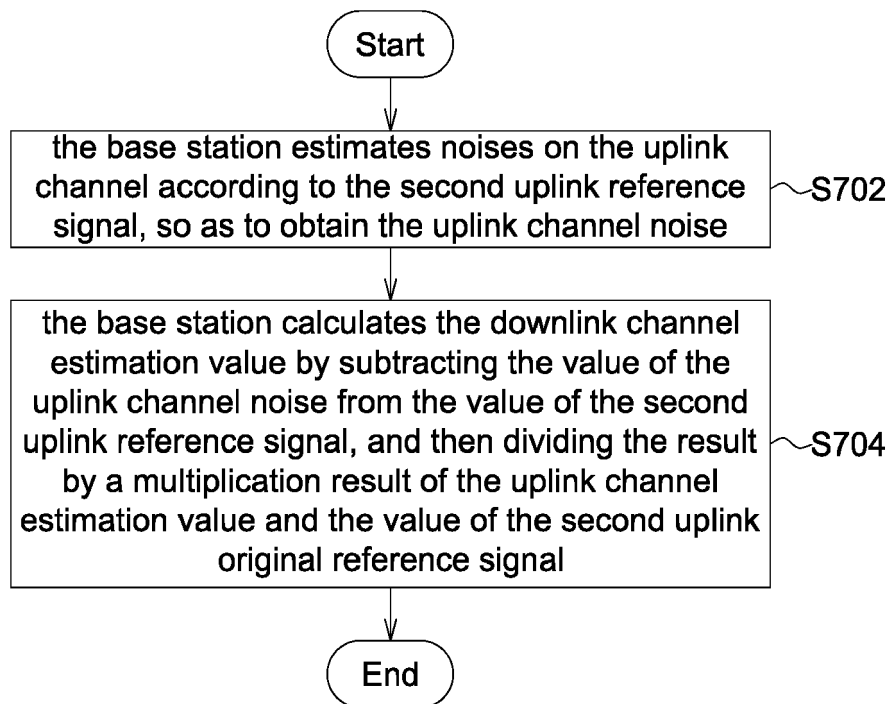 Start
the base station estimates noises on the uplink
channel according to the second uplink reference
signal, so as to obtain the uplink channel noise
S702
the base station calculates the downlink channel
estimation value by subtracting the value of the
uplink channel noise from the value of the second
uplink reference signal, and then dividing the result
by a multiplication result of the uplink channel
estimation value and the value of the second uplink
original reference signal
S704
End